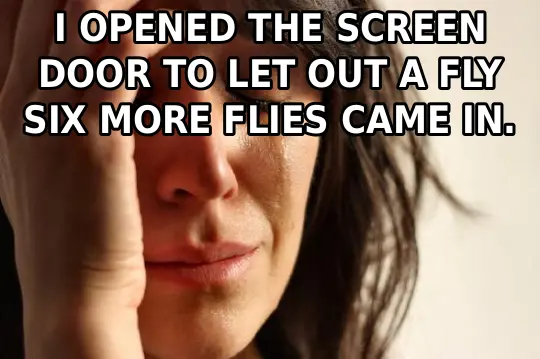 I OPENED THE SCREEN
DOOR TO LET OUT A FLY
SIX MORE FLIES CAME IN.